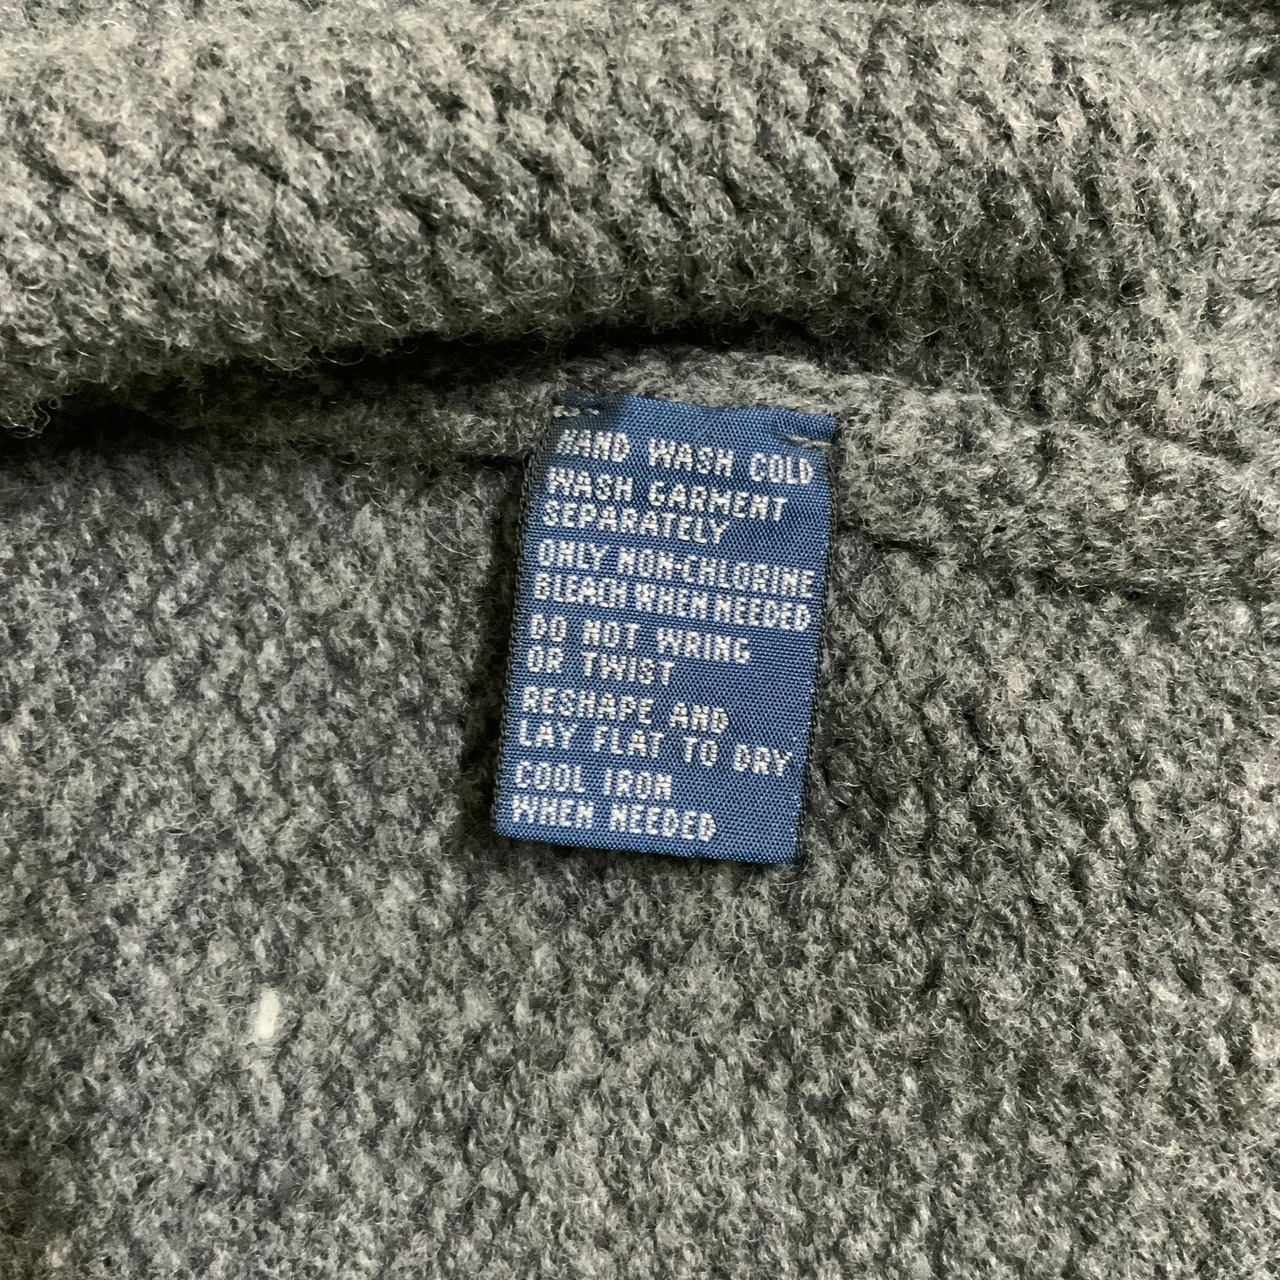 HAND WASH COLD
WASH GARMENT
SEPARATELY
ONLY NON-CHLORINE
BLEACH WHEN NEEDED
DO NOT WRING
OR TWIST
RESHAPE AND
LAY FLAT TO DRY
COOL IRON
WHEN NEEDED